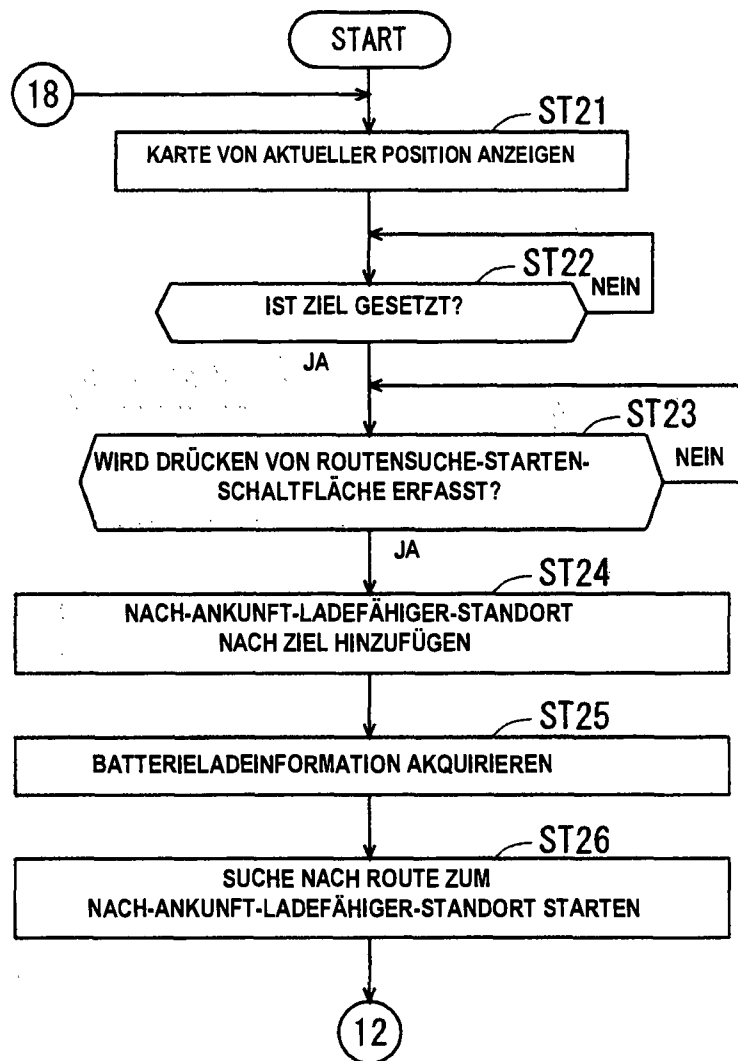 START
18
ST21
KARTE VON AKTUELLER POSITION ANZEIGEN
ST22
IST ZIEL GESETZT?
NEIN
JA
ST23
WIRD DRÜCKEN VON ROUTENSUCHE-STARTEN-
SCHALTFLÄCHE ERFASST?
NEIN
JA
ST24
NACH-ANKUNFT-LADEFÄHIGER-STANDORT
NACH ZIEL HINZUFÜGEN
ST25
BATTERIELADEINFORMATION AKQUIRIEREN
ST26
SUCHE NACH ROUTE ZUM
NACH-ANKUNFT-LADEFÄHIGER-STANDORT STARTEN
12